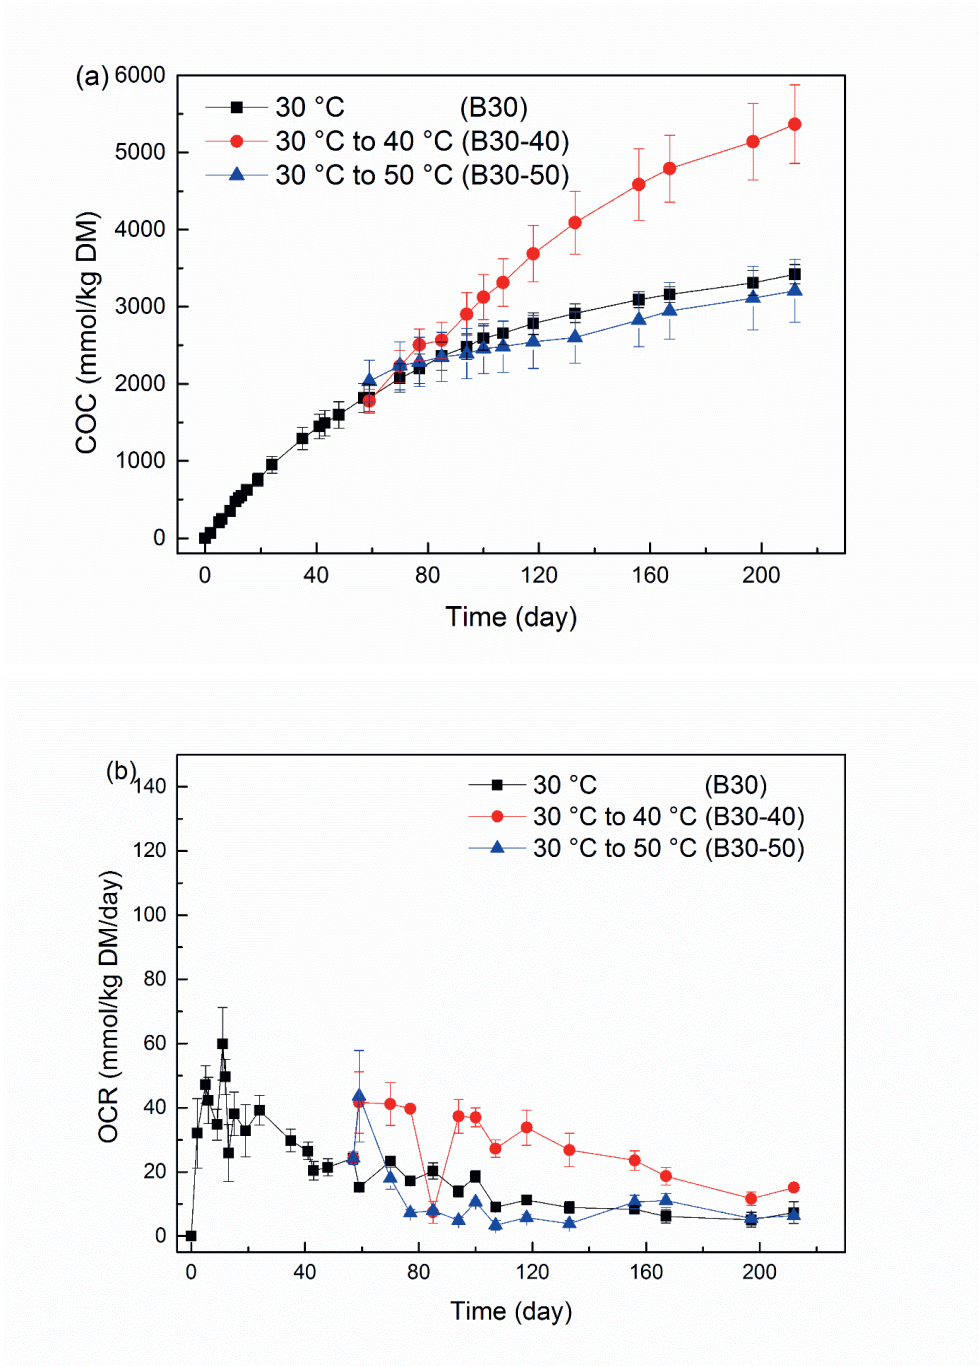 (a)
6000
5000
4000
3000
2000
1000
0
COC (mmol/kg DM)
30 °C (B30)
30 °C to 40 °C (B30-40)
30 °C to 50 °C (B30-50)
0 40 80 120 160 200
Time (day)
(b)
140
120
100
80
60
40
20
0
OCR (mmol/kg DM/day)
30 °C (B30)
30 °C to 40 °C (B30-40)
30 °C to 50 °C (B30-50)
0 40 80 120 160 200
Time (day)